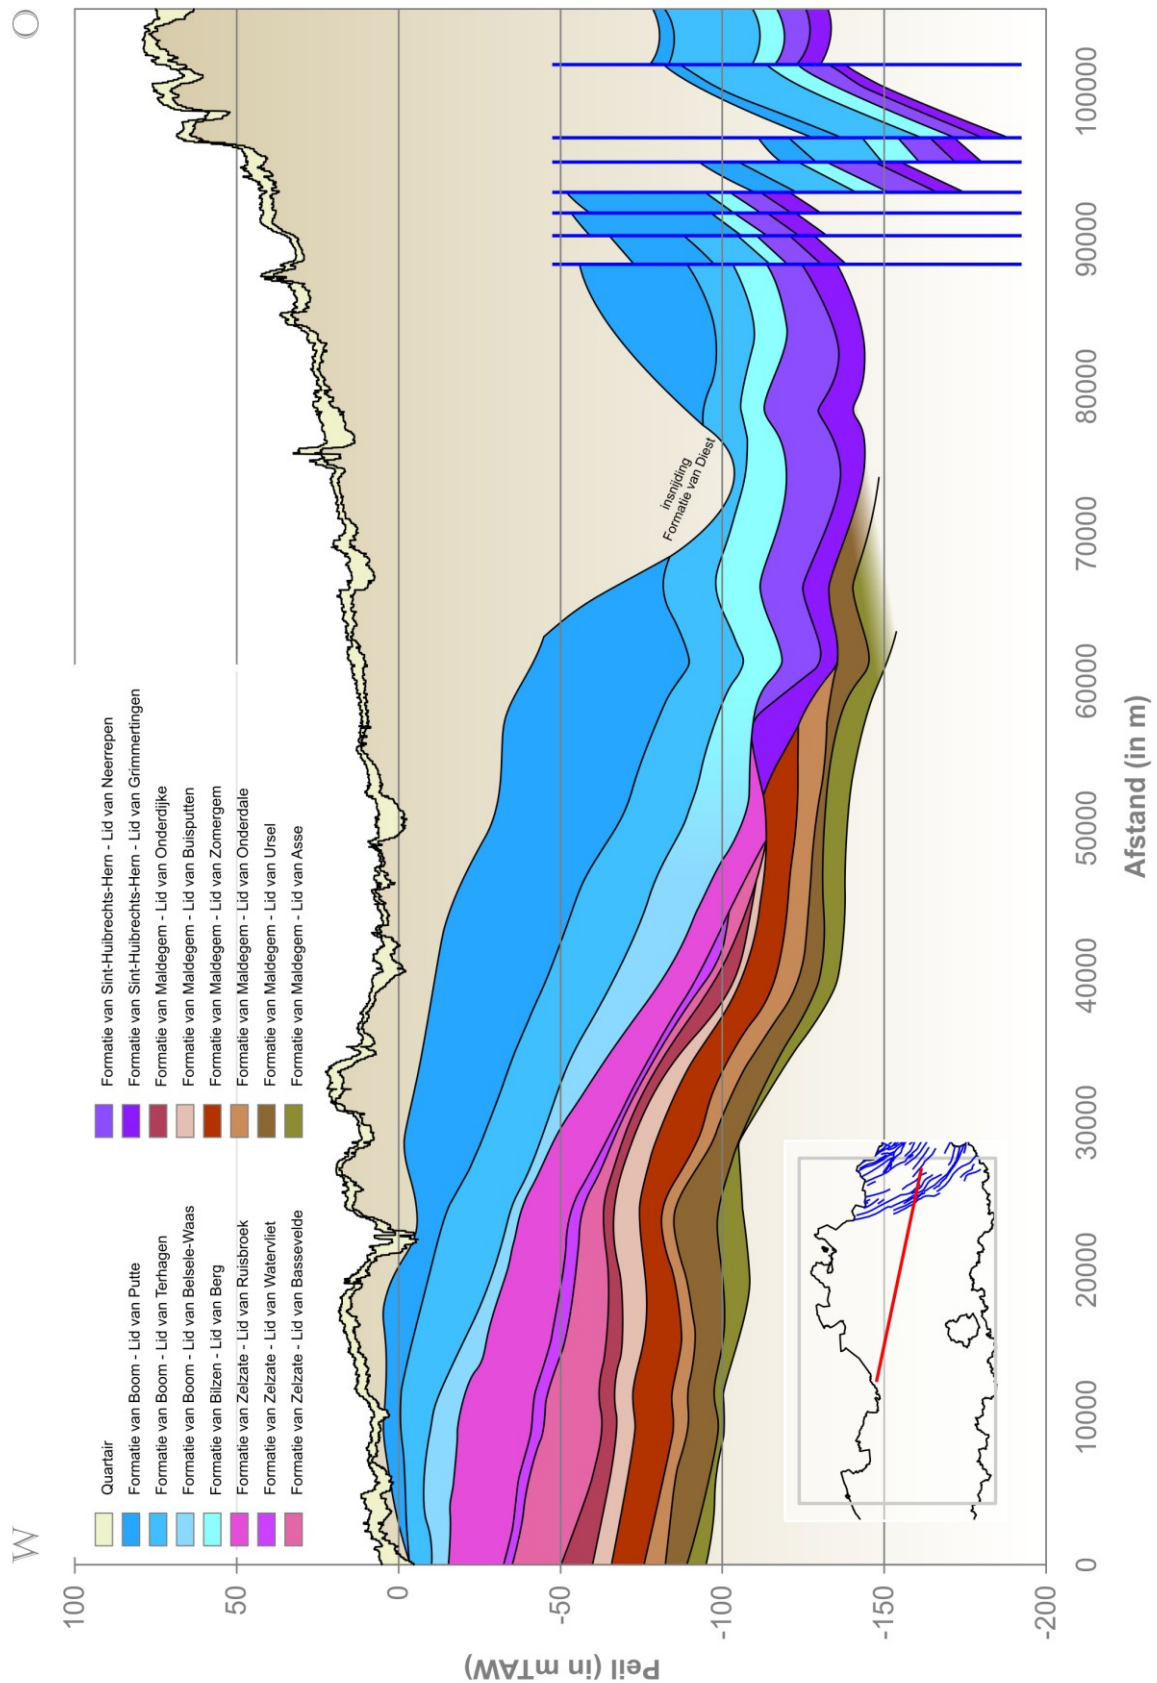 W
O
Quartair
Formatie van Boom - Lid van Putte
Formatie van Boom - Lid van Terhagen
Formatie van Boom - Lid van Belsele-Waas
Formatie van Bilzen - Lid van Berg
Formatie van Zelzate - Lid van Ruisbroek
Formatie van Zelzate - Lid van Watervliet
Formatie van Zelzate - Lid van Bassevelde
Formatie van Sint-Huibrechts-Hern - Lid van Neerrepen
Formatie van Sint-Huibrechts-Hern - Lid van Grimmertingen
Formatie van Maldegem - Lid van Onderdijke
Formatie van Maldegem - Lid van Buisputten
Formatie van Maldegem - Lid van Zomergem
Formatie van Maldegem - Lid van Onderdale
Formatie van Maldegem - Lid van Ursel
Formatie van Maldegem - Lid van Asse
insnijding
Formatie van Diest
Peil (in mTAW)
100
50
0
-50
-100
-150
-200
0 10000 20000 30000 40000 50000 60000 70000 80000 90000 100000
Afstand (in m)